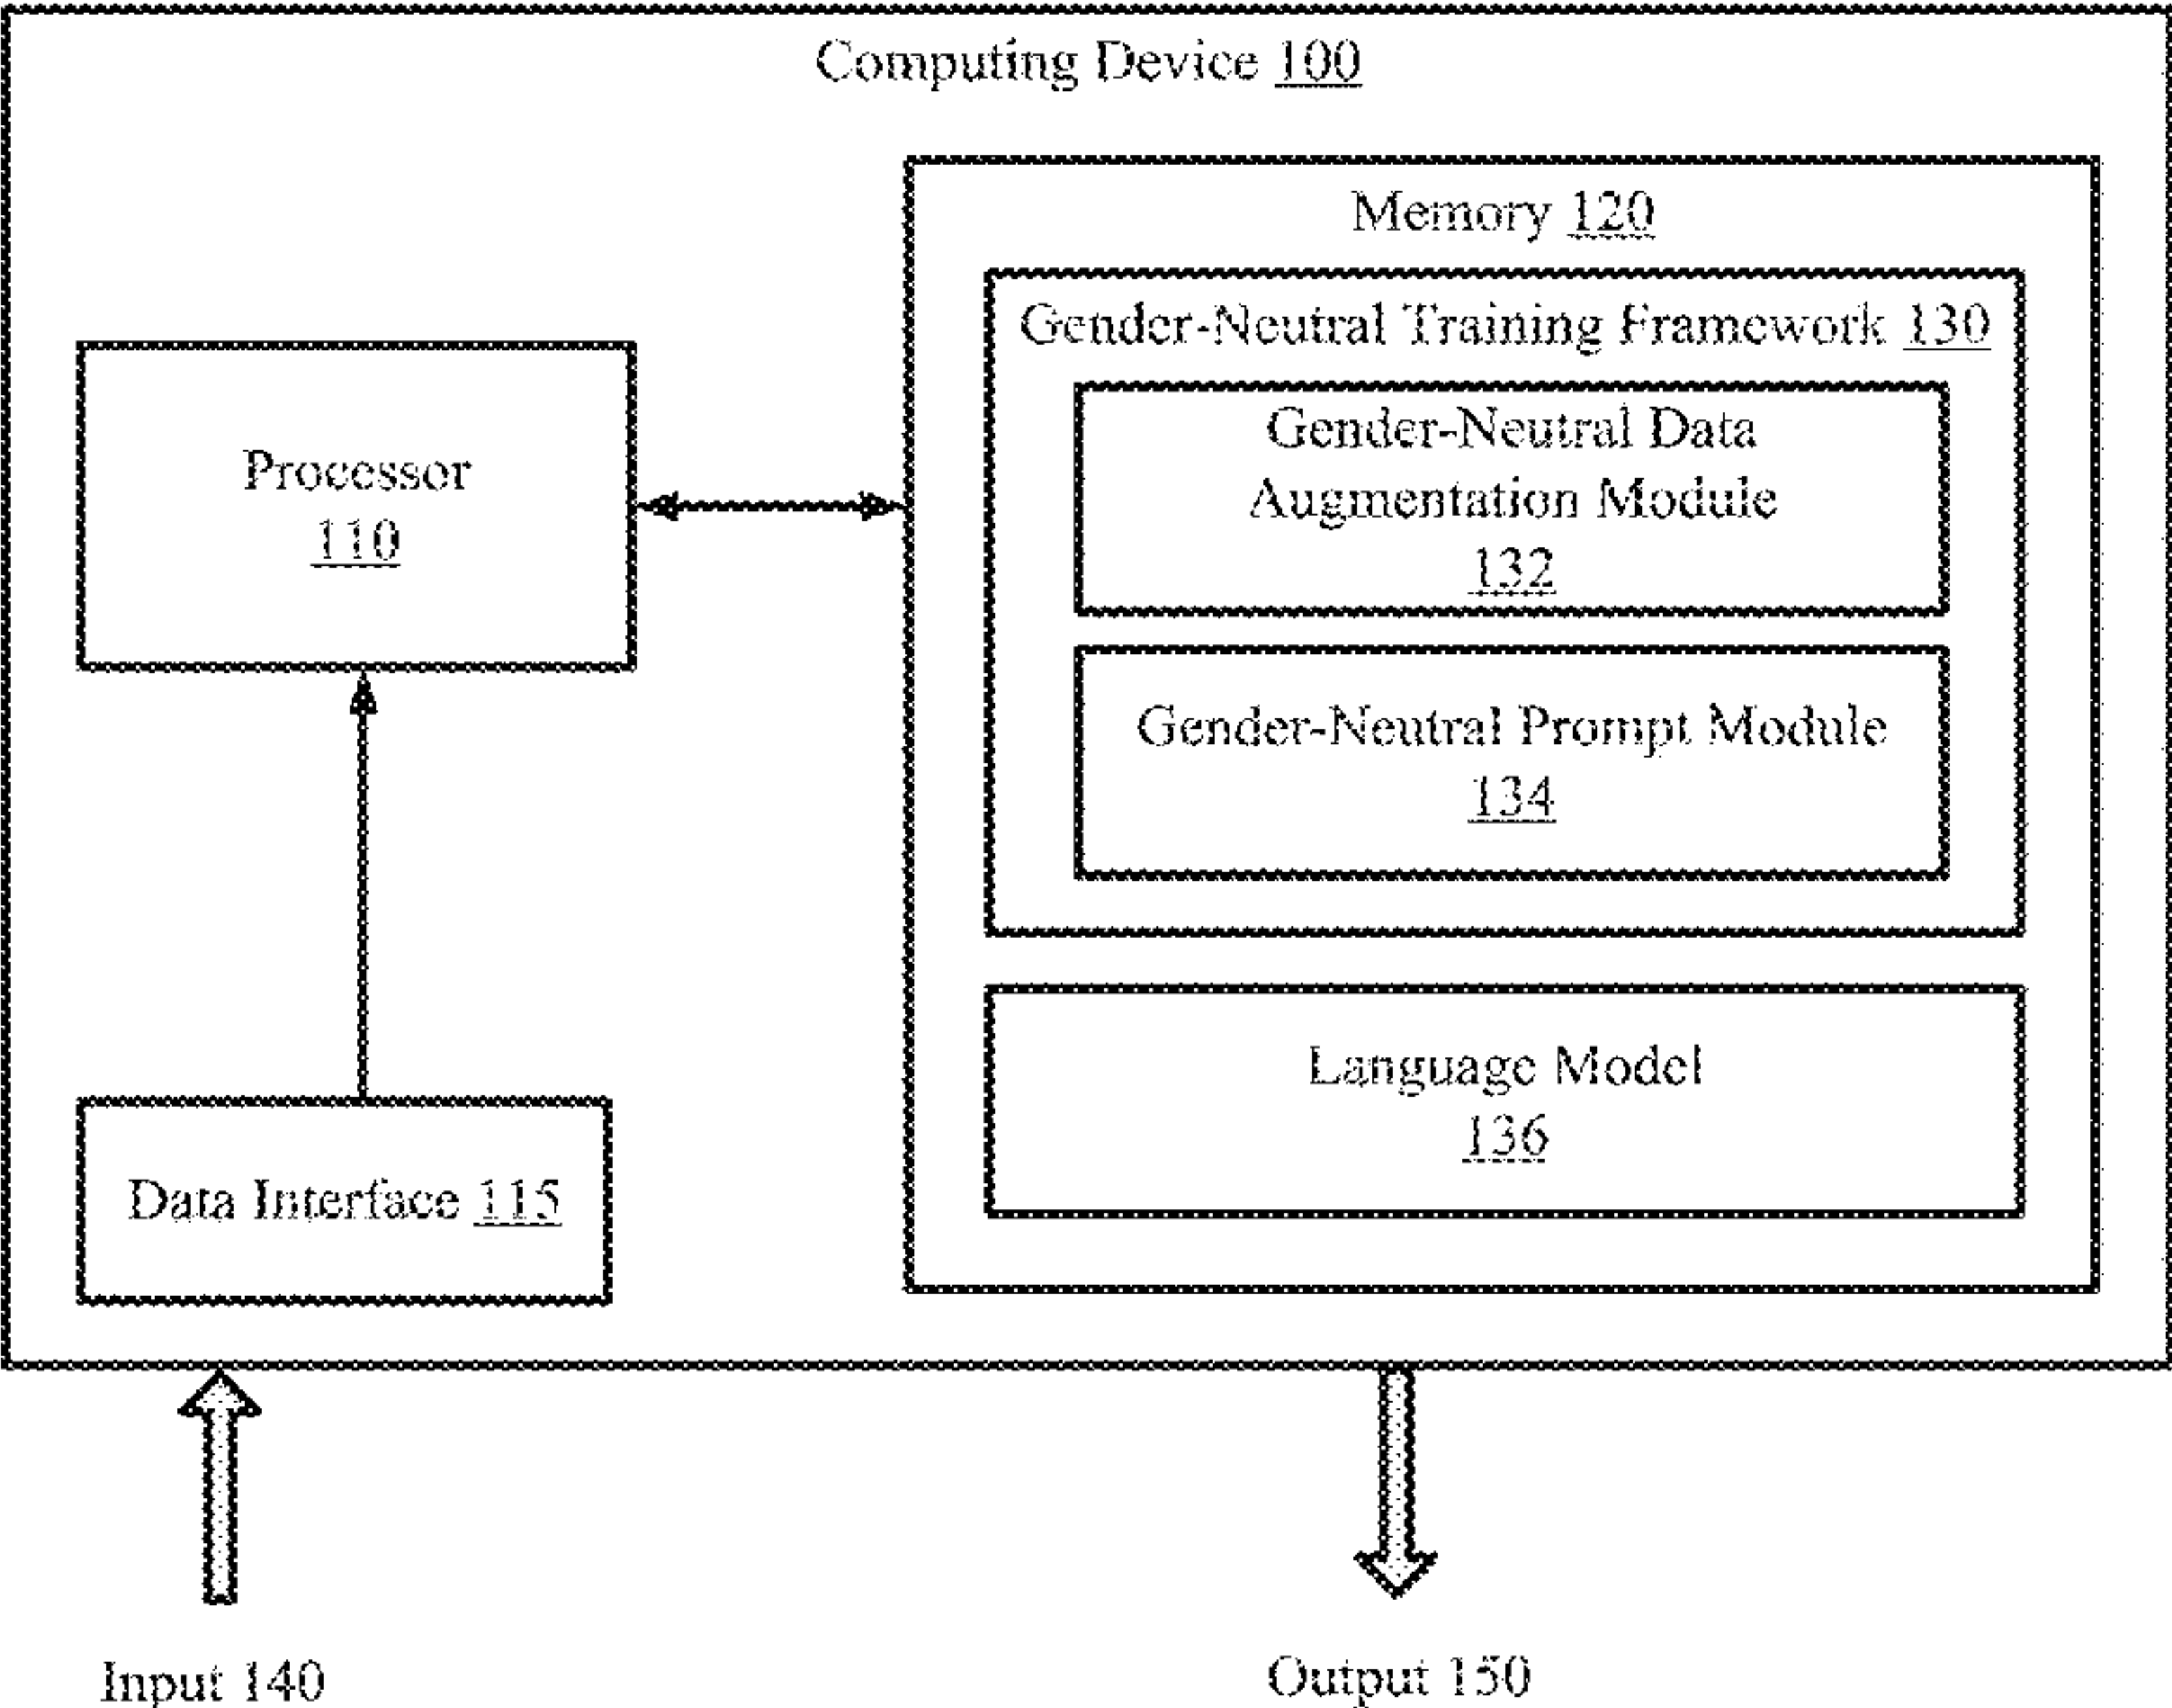 Computing Device 100
Memory 120
Gender-Neutral Training Framework 130
Gender-Neutral Data
Augmentation Module
132
Processor
110
Gender-Neutral Prompt Module
134
Language Model
136
Data Interface 115
Input 140
Output 150